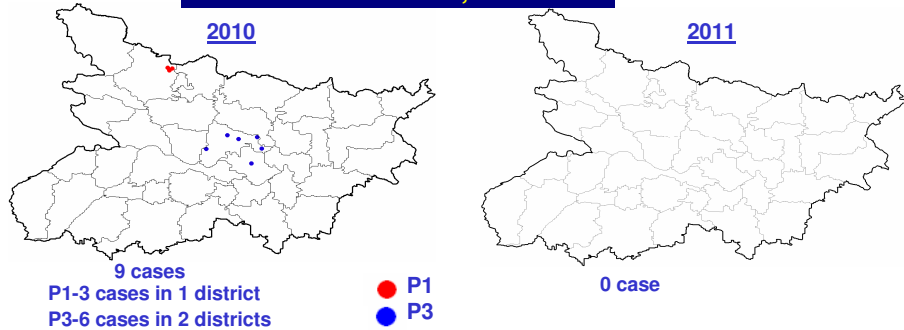 2010
2011
9 cases
P1-3 cases in 1 district
P3-6 cases in 2 districts
P1
P3
0 case